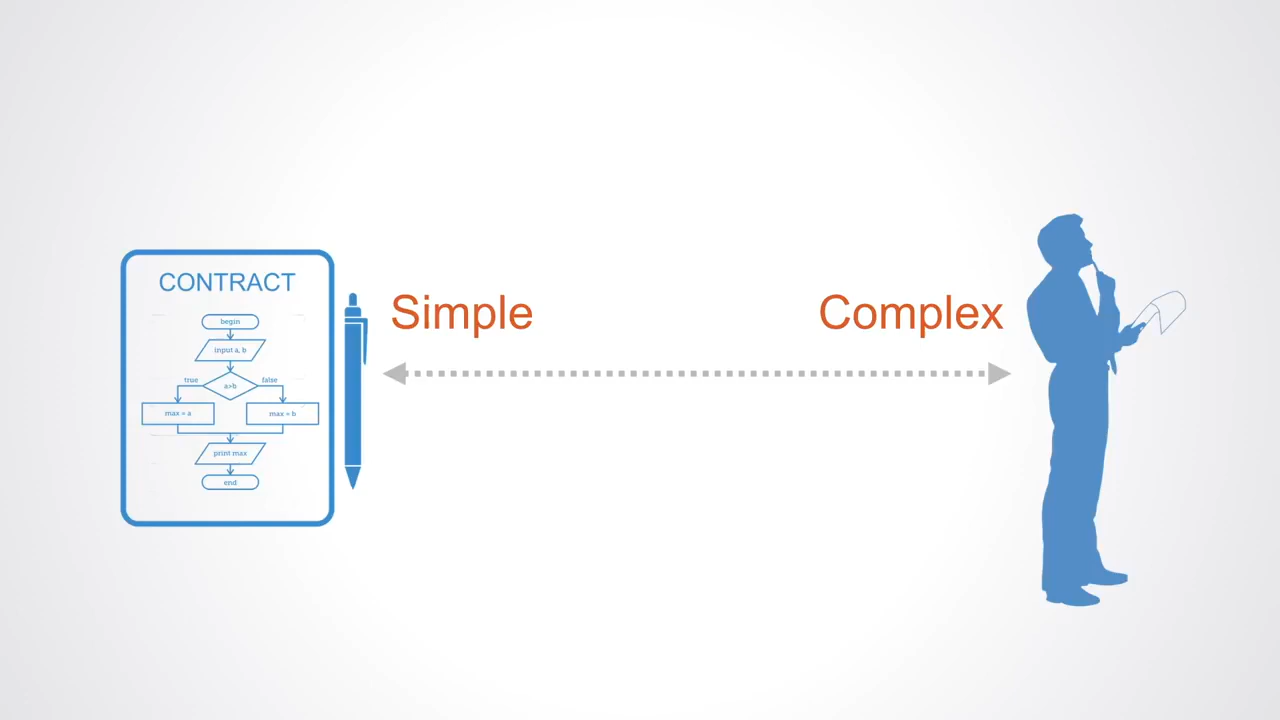 CONTRACT
begin
input a, b
true
false
a>b
max = a
max = b
print max
end
Simple
Complex